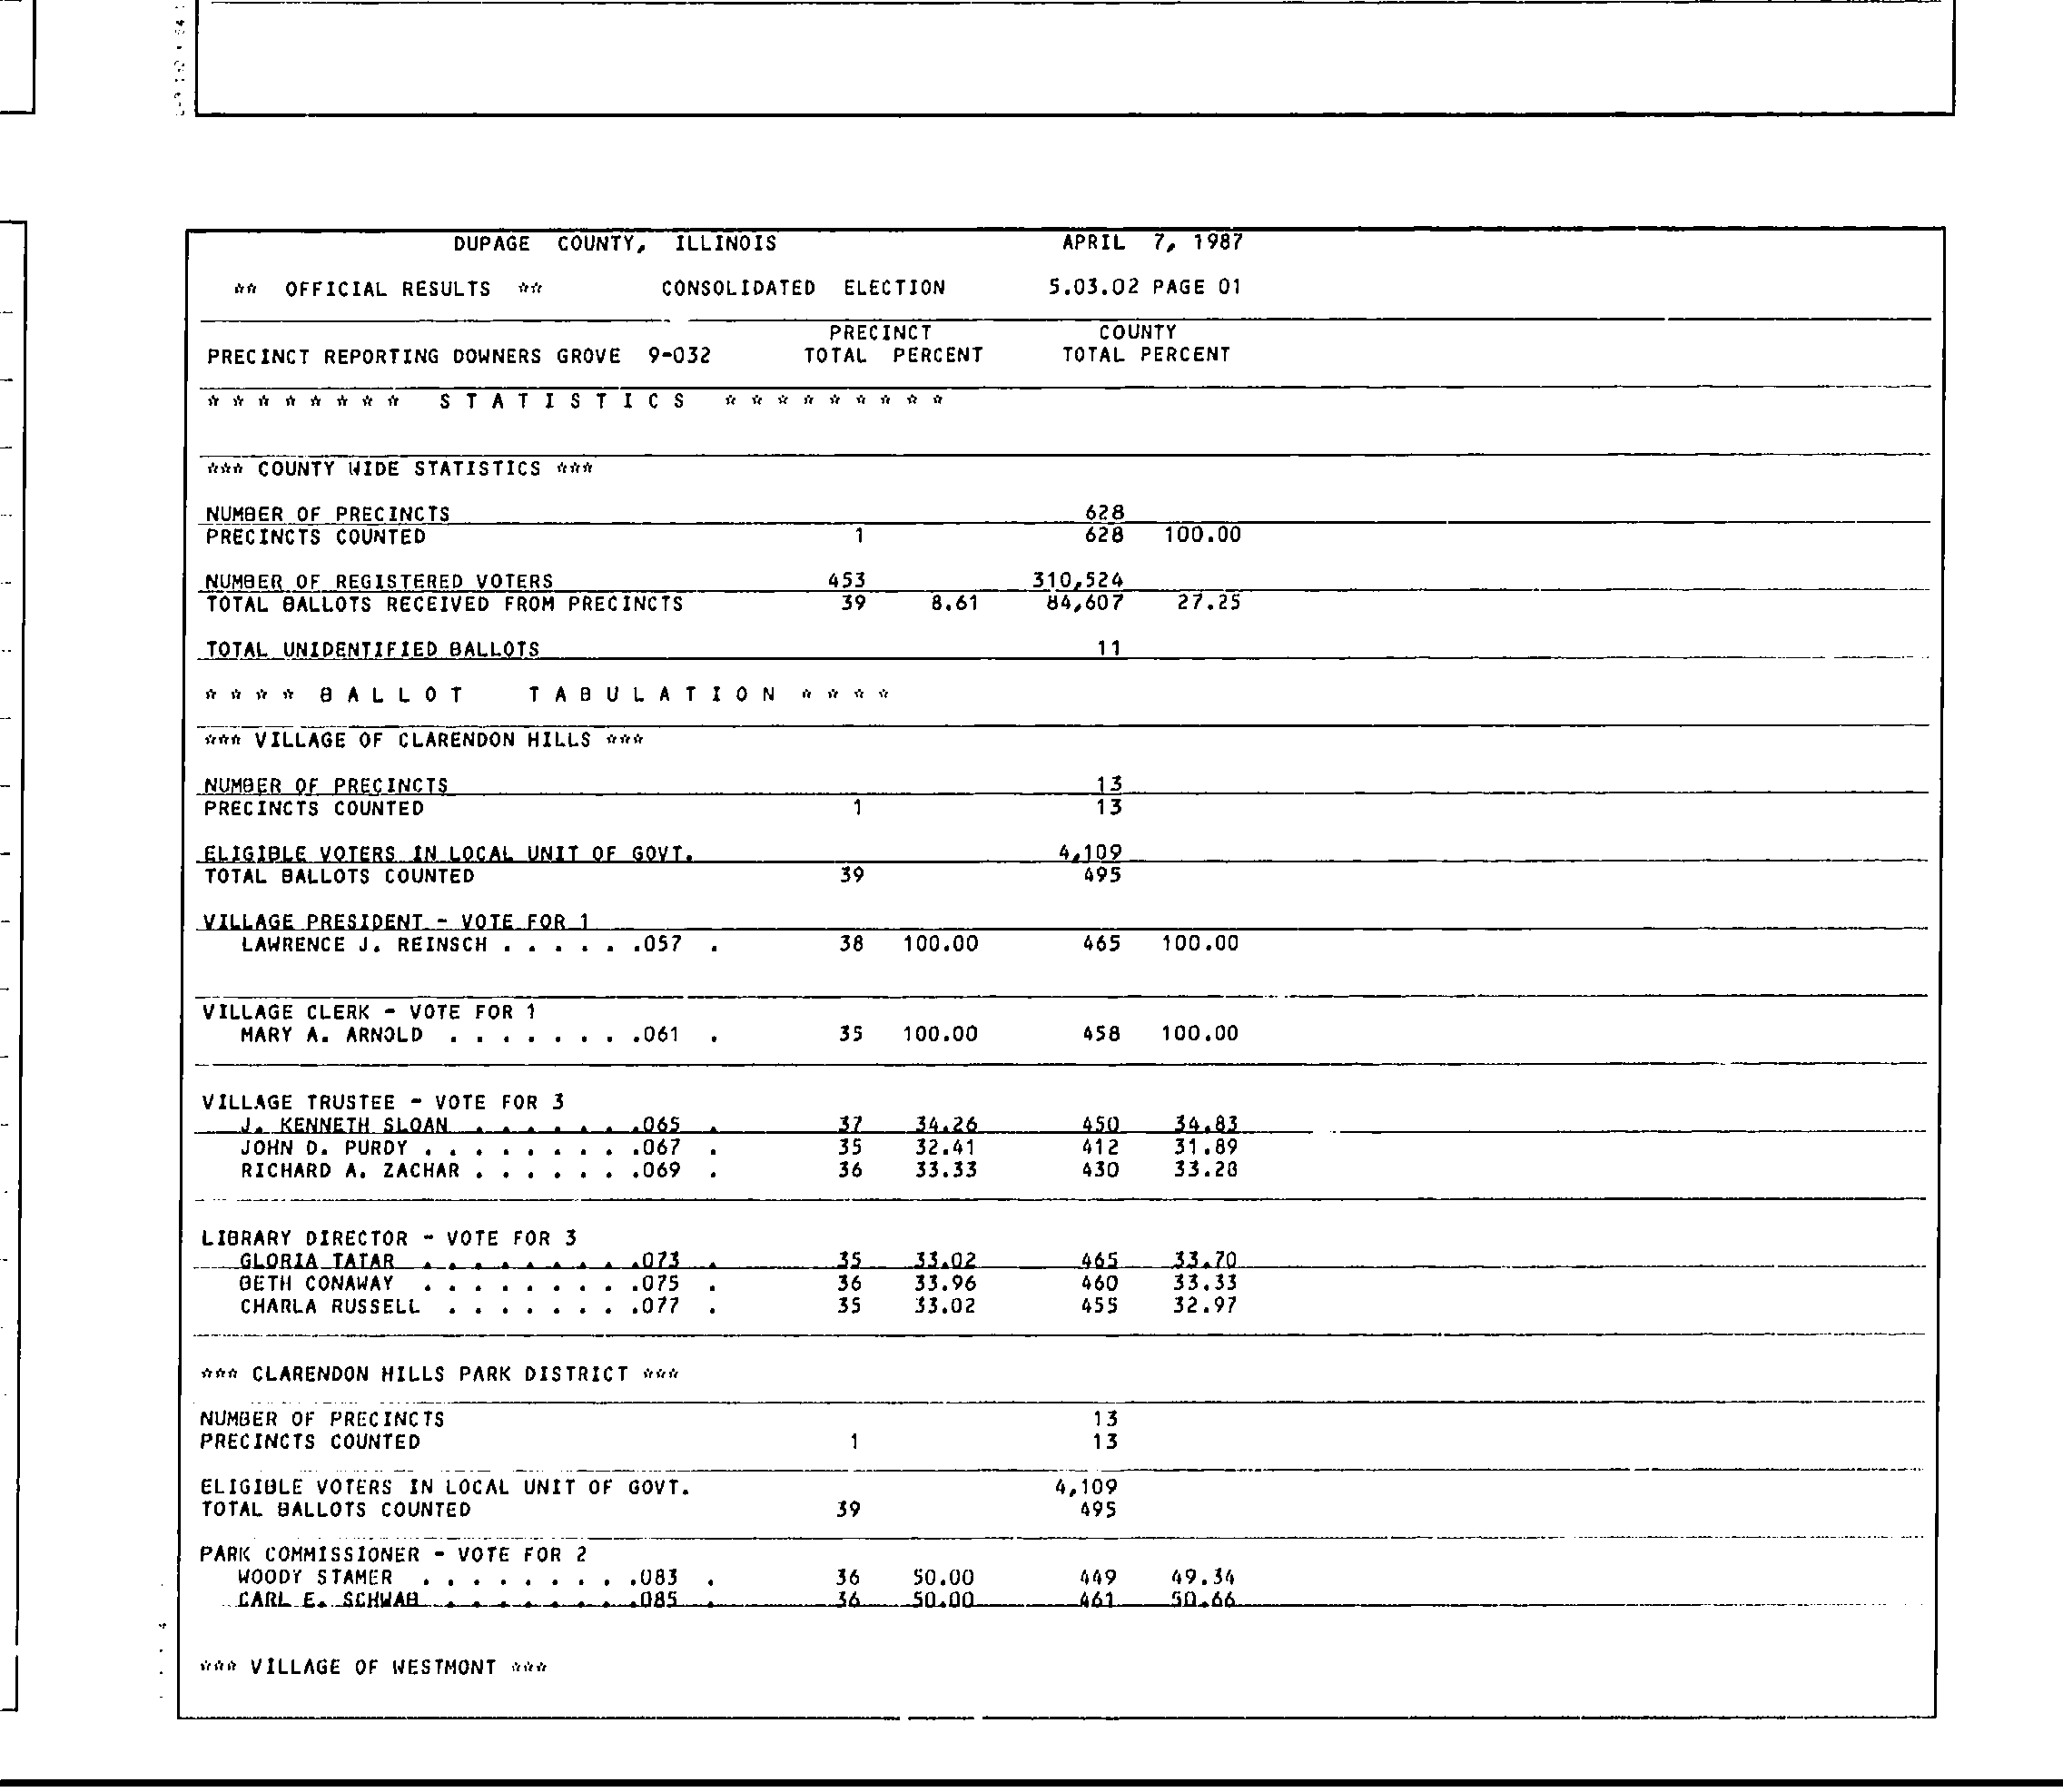 DUPAGE COUNTY, ILLINOIS APRIL 7, 1987
** OFFICIAL RESULTS ** CONSOLIDATED ELECTION 5.03.02 PAGE 01
PRECINCT COUNTY
PRECINCT REPORTING DOWNERS GROVE 9-032 TOTAL PERCENT TOTAL PERCENT
* * * * * * * * S T A T I S T I C S * * * * * * * * *
*** COUNTY WIDE STATISTICS ***
NUMBER OF PRECINCTS 628
PRECINCTS COUNTED 1 628 100.00
NUMBER OF REGISTERED VOTERS 453 310,524
TOTAL BALLOTS RECEIVED FROM PRECINCTS 39 8.61 84,607 27.25
TOTAL UNIDENTIFIED BALLOTS 11
* * * * B A L L O T T A B U L A T I O N * * * *
*** VILLAGE OF CLARENDON HILLS ***
NUMBER OF PRECINCTS 13
PRECINCTS COUNTED 1 13
ELIGIBLE VOTERS IN LOCAL UNIT OF GOVT. 4,109
TOTAL BALLOTS COUNTED 39 495
VILLAGE PRESIDENT - VOTE FOR 1
LAWRENCE J. REINSCH . . . . . .057 . 38 100.00 465 100.00
VILLAGE CLERK - VOTE FOR 1
MARY A. ARNOLD . . . . . . . .061 . 35 100.00 458 100.00
VILLAGE TRUSTEE - VOTE FOR 3
J. KENNETH SLOAN . . . . . . .065 . 37 34.26 450 34.83
JOHN D. PURDY . . . . . . . . .067 . 35 32.41 412 31.89
RICHARD A. ZACHAR . . . . . . .069 . 36 33.33 430 33.28
LIBRARY DIRECTOR - VOTE FOR 3
GLORIA TATAR . . . . . . . . .073 . 35 33.02 465 33.70
BETH CONAWAY . . . . . . . . .075 . 36 33.96 460 33.33
CHARLA RUSSELL . . . . . . . .077 . 35 33.02 455 32.97
*** CLARENDON HILLS PARK DISTRICT ***
NUMBER OF PRECINCTS 13
PRECINCTS COUNTED 1 13
ELIGIBLE VOTERS IN LOCAL UNIT OF GOVT. 4,109
TOTAL BALLOTS COUNTED 39 495
PARK COMMISSIONER - VOTE FOR 2
WOODY STAMER . . . . . . . . .083 . 36 50.00 449 49.34
CARL E. SCHWAB . . . . . . . .085 . 36 50.00 461 50.66
*** VILLAGE OF WESTMONT ***